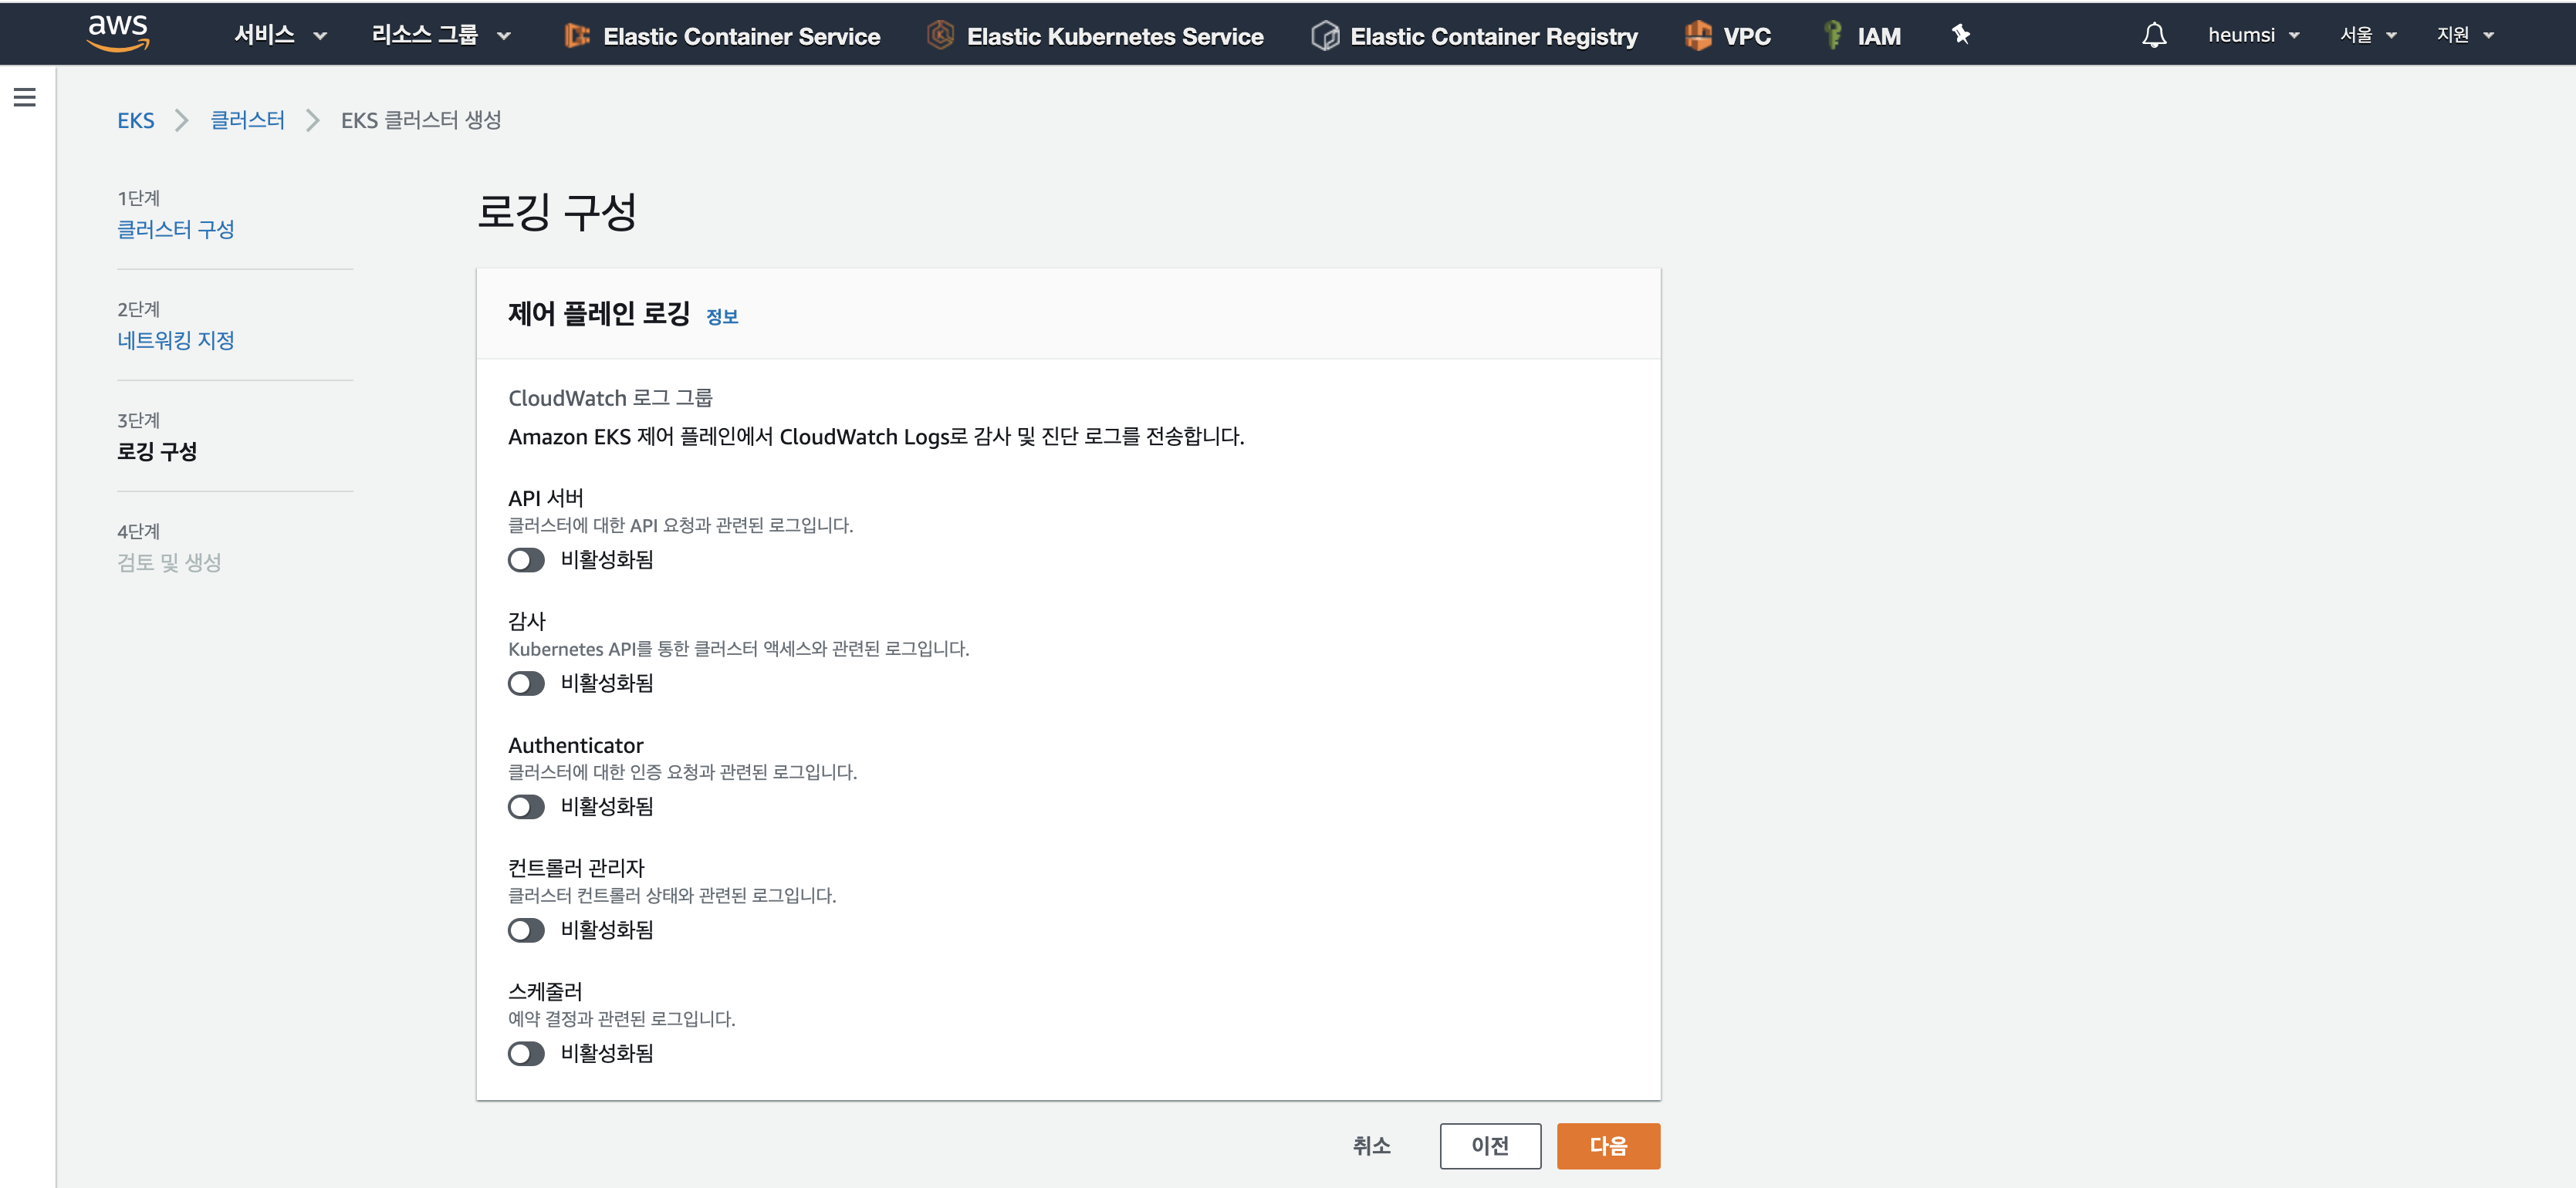 aws 서비스 리소스 그룹 Elastic Container Service Elastic Kubernetes Service Elastic Container Registry VPC IAM heumsi 서울 지원
EKS 클러스터 EKS 클러스터 생성
1단계
클러스터 구성
2단계
네트워킹 지정
3단계
로깅 구성
4단계
검토 및 생성
로깅 구성
제어 플레인 로깅 정보
CloudWatch 로그 그룹
Amazon EKS 제어 플레인에서 CloudWatch Logs로 감사 및 진단 로그를 전송합니다.
API 서버
클러스터에 대한 API 요청과 관련된 로그입니다.
비활성화됨
감사
Kubernetes API를 통한 클러스터 액세스와 관련된 로그입니다.
비활성화됨
Authenticator
클러스터에 대한 인증 요청과 관련된 로그입니다.
비활성화됨
컨트롤러 관리자
클러스터 컨트롤러 상태와 관련된 로그입니다.
비활성화됨
스케줄러
예약 결정과 관련된 로그입니다.
비활성화됨
취소 이전 다음